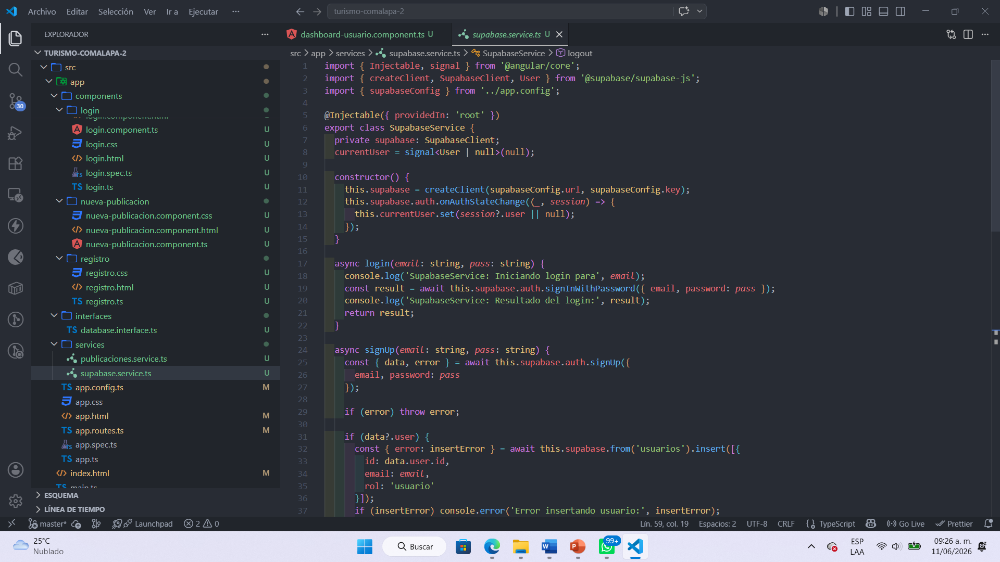 Archivo Editar Selección Ver Ir a Ejecutar ···
turismo-comalapa-2
EXPLORADOR ···
TURISMO-COMALAPA-2
src
app
components
login
login.component.html
login.component.ts U
login.css U
login.html U
login.spec.ts U
TS login.ts U
nueva-publicacion
nueva-publicacion.component.css U
nueva-publicacion.component.html U
nueva-publicacion.component.ts U
registro
registro.css U
registro.html U
TS registro.ts U
interfaces
TS database.interface.ts U
services
publicaciones.service.ts U
supabase.service.ts U
TS app.config.ts M
app.css
app.html M
TS app.routes.ts M
app.spec.ts
TS app.ts
index.html M
TS main.ts
ESQUEMA
LÍNEA DE TIEMPO
dashboard-usuario.component.ts U
supabase.service.ts U
src > app > services > supabase.service.ts > SupabaseService > logout
1 import { Injectable, signal } from '@angular/core';
2 import { createClient, SupabaseClient, User } from '@supabase/supabase-js';
3 import { supabaseConfig } from '../app.config';
4
5 @Injectable({ providedIn: 'root' })
6 export class SupabaseService {
7 private supabase: SupabaseClient;
8 currentUser = signal<User | null>(null);
9
10 constructor() {
11 this.supabase = createClient(supabaseConfig.url, supabaseConfig.key);
12 this.supabase.auth.onAuthStateChange((_, session) => {
13 this.currentUser.set(session?.user || null);
14 });
15 }
16
17 async login(email: string, pass: string) {
18 console.log('SupabaseService: Iniciando login para', email);
19 const result = await this.supabase.auth.signInWithPassword({ email, password: pass });
20 console.log('SupabaseService: Resultado del login:', result);
21 return result;
22 }
23
24 async signUp(email: string, pass: string) {
25 const { data, error } = await this.supabase.auth.signUp({
26 email, password: pass
27 });
28
29 if (error) throw error;
30
31 if (data?.user) {
32 const { error: insertError } = await this.supabase.from('usuarios').insert([{
33 id: data.user.id,
34 email: email,
35 rol: 'usuario'
36 }]);
37 if (insertError) console.error('Error insertando usuario:', insertError);
30
master* Launchpad 2 0
Lín. 59, col. 19 Espacios: 2 UTF-8 CRLF {} TypeScript Go Live Prettier
25°C
Nublado
Buscar
99+
ESP
LAA
09:26 a. m.
11/06/2026